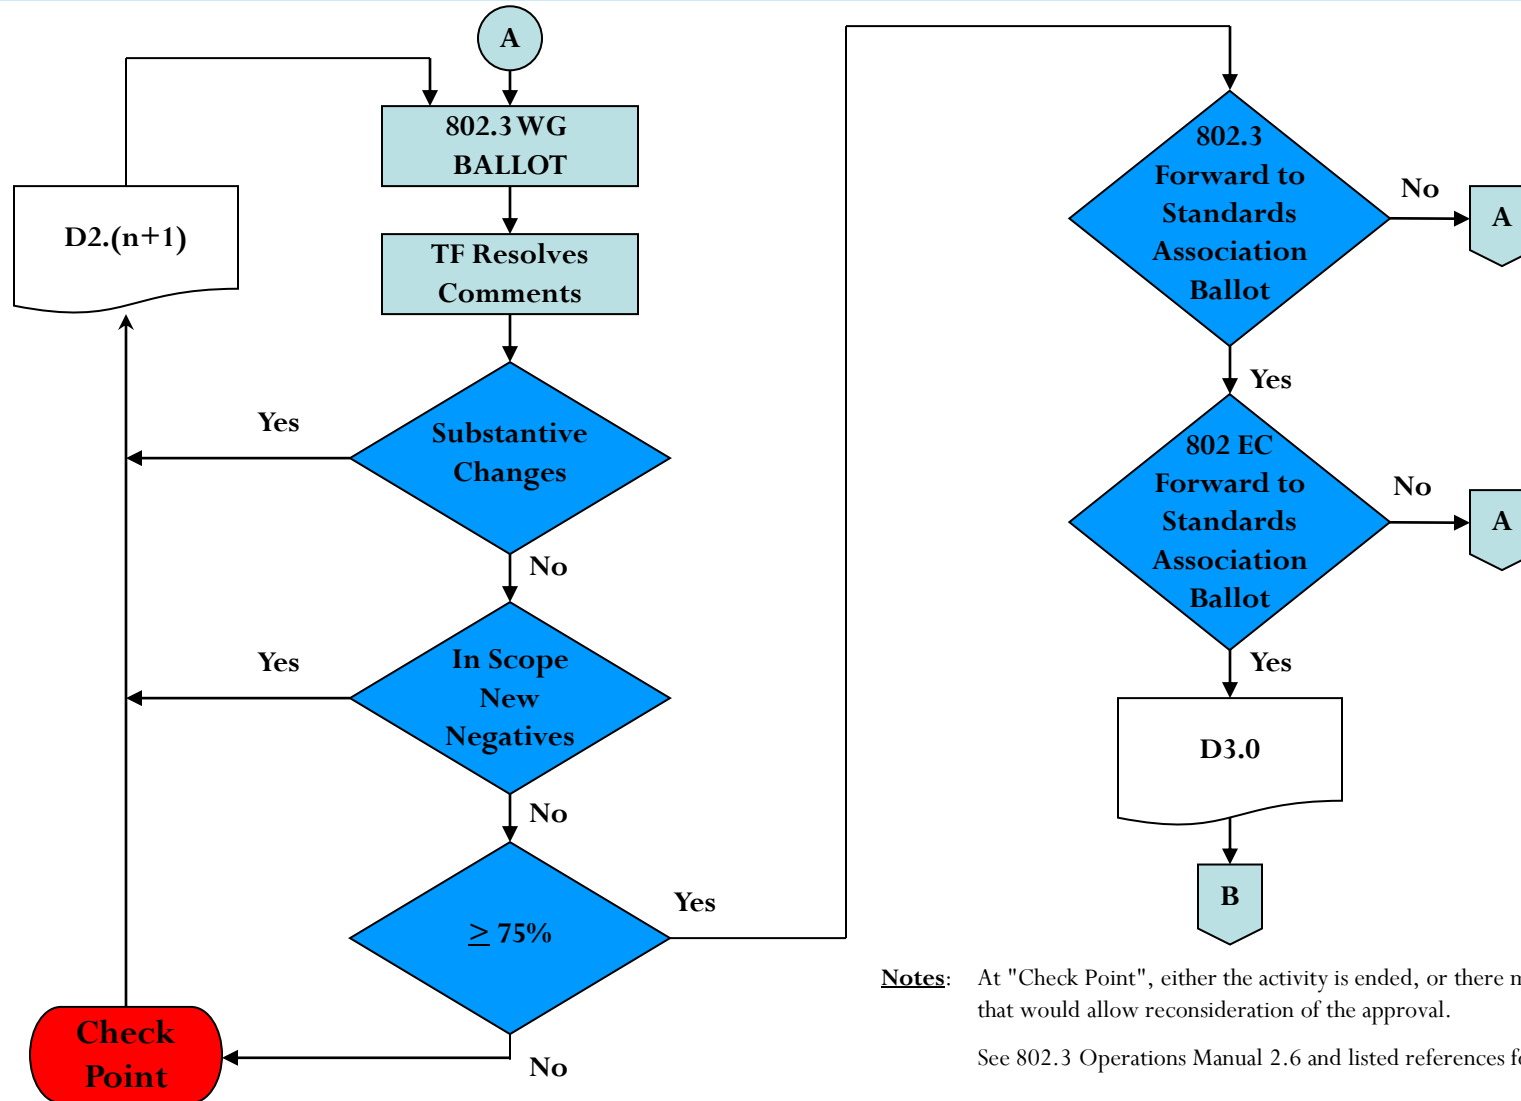 A
802.3 WG
BALLOT
TF Resolves
Comments
D2.(n+1)
Yes
Substantive
Changes
No
Yes
In Scope
New
Negatives
No
≥ 75%
Yes
No
Check
Point
802.3
Forward to
Standards
Association
Ballot
No
A
Yes
802 EC
Forward to
Standards
Association
Ballot
No
A
Yes
D3.0
B
Notes: At "Check Point", either the activity is ended, or there
that would allow reconsideration of the approval.
See 802.3 Operations Manual 2.6 and listed references